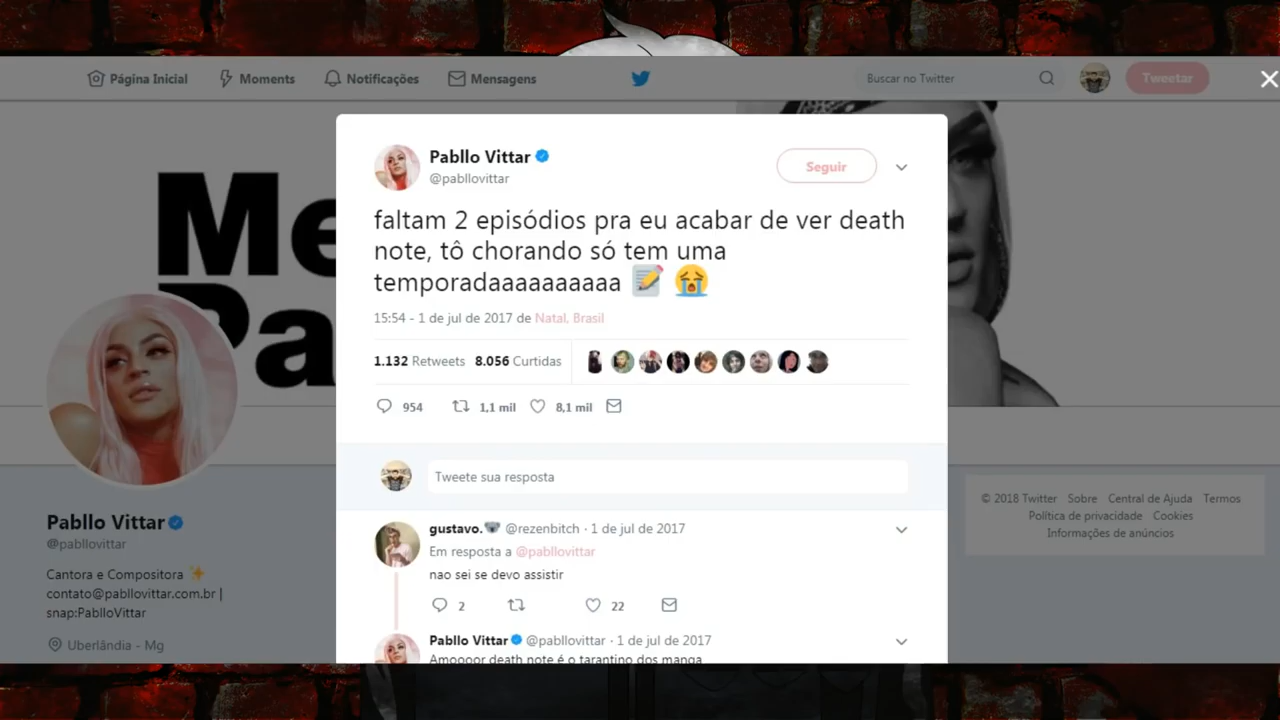 Página Inicial Moments Notificações Mensagens Buscar no Twitter Tweetar
Me
Pa
Pabllo Vittar
@pabllovittar
Seguir
faltam 2 episódios pra eu acabar de ver death
note, tô chorando só tem uma
temporadaaaaaaaaaa 📝 😭
15:54 - 1 de jul de 2017 de Natal, Brasil
1.132 Retweets 8.056 Curtidas
954 1,1 mil 8,1 mil
Tweete sua resposta
gustavo.🐨 @rezenbitch · 1 de jul de 2017
Em resposta a @pabllovittar
nao sei se devo assistir
2 22
Pabllo Vittar @pabllovittar · 1 de jul de 2017
Amoooor death note é o tarantino dos manga
Pabllo Vittar
@pabllovittar
Cantora e Compositora ✨
contato@pabllovittar.com.br |
snap:PablloVittar
Uberlândia - Mg
© 2018 Twitter Sobre Central de Ajuda Termos
Política de privacidade Cookies
Informações de anúncios